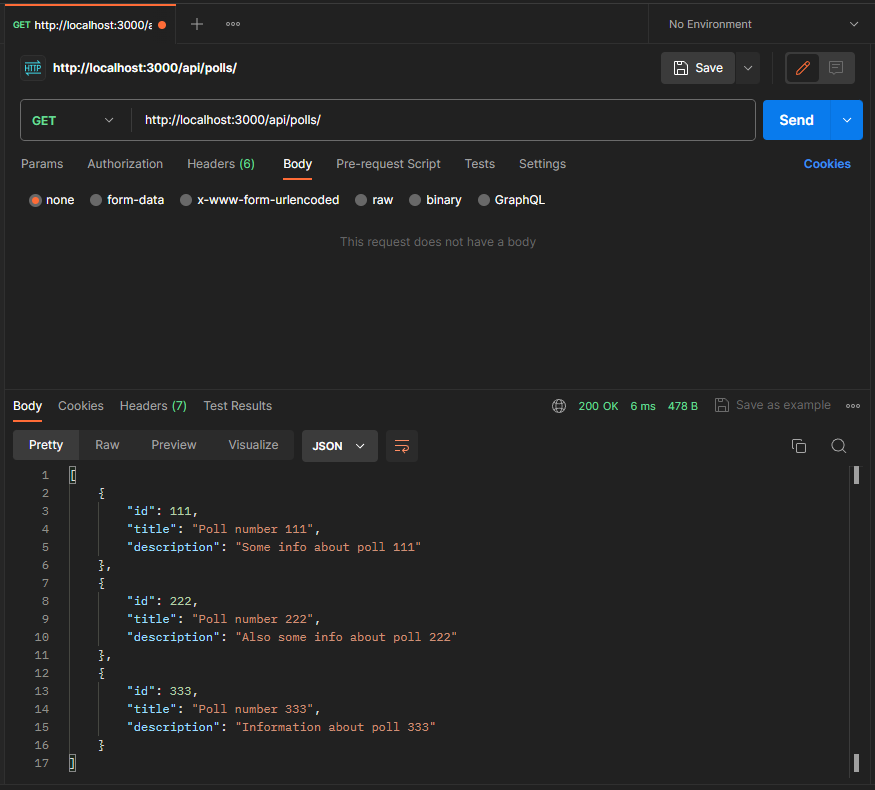 GET http://localhost:3000/a
No Environment
HTTP http://localhost:3000/api/polls/
Save
GET http://localhost:3000/api/polls/
Send
Params Authorization Headers (6) Body Pre-request Script Tests Settings Cookies
none form-data x-www-form-urlencoded raw binary GraphQL
This request does not have a body
Body Cookies Headers (7) Test Results 200 OK 6 ms 478 B Save as example
Pretty Raw Preview Visualize JSON
1 [
2 {
3 "id": 111,
4 "title": "Poll number 111",
5 "description": "Some info about poll 111"
6 },
7 {
8 "id": 222,
9 "title": "Poll number 222",
10 "description": "Also some info about poll 222"
11 },
12 {
13 "id": 333,
14 "title": "Poll number 333",
15 "description": "Information about poll 333"
16 }
17 ]